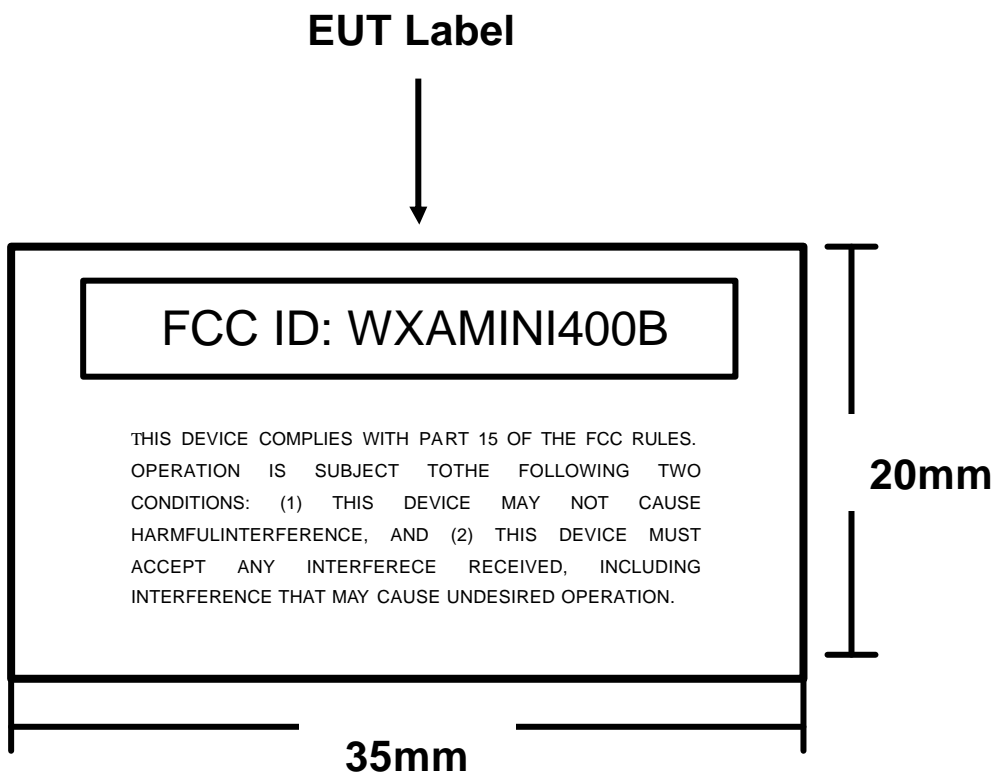 EUT Label
FCC ID: WXAMINI400B
THIS DEVICE COMPLIES WITH PART 15 OF THE FCC RULES.
OPERATION IS SUBJECT TOTHE FOLLOWING TWO
CONDITIONS: (1) THIS DEVICE MAY NOT CAUSE
HARMFULINTERFERENCE, AND (2) THIS DEVICE MUST
ACCEPT ANY INTERFERECE RECEIVED, INCLUDING
INTERFERENCE THAT MAY CAUSE UNDESIRED OPERATION.
20mm
35mm